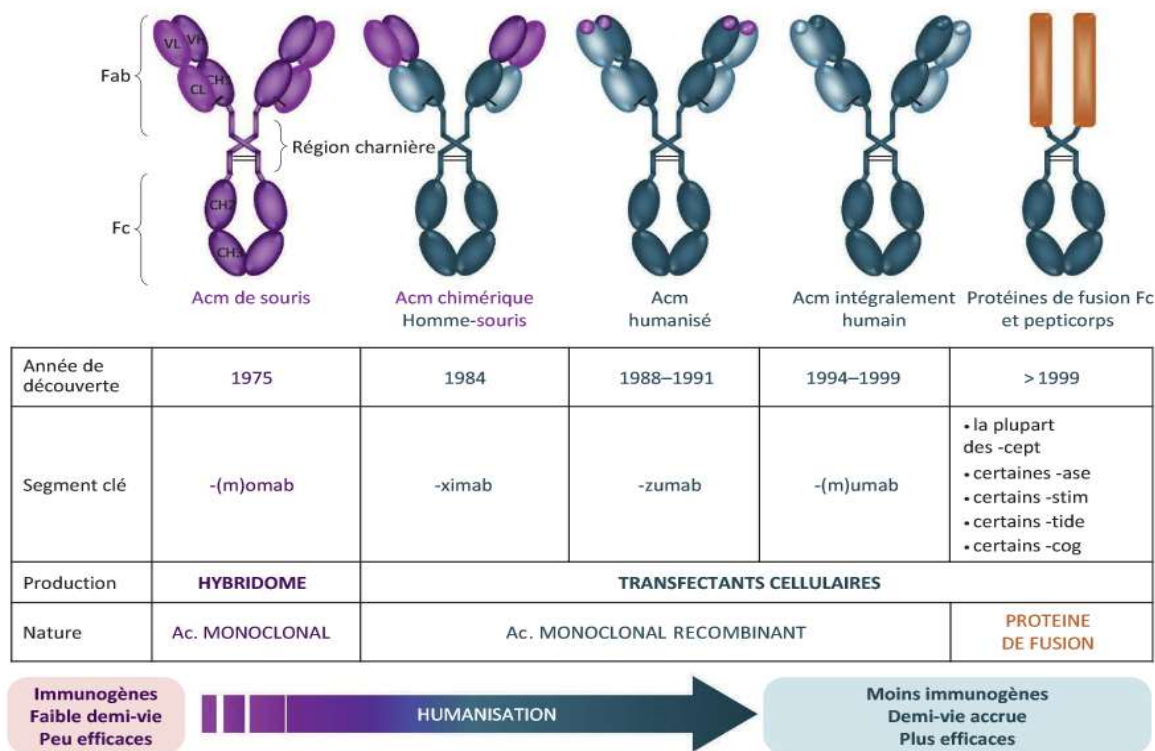 Fab
VL
VH
CL
CH1
Région charnière
Fc
CH2
CH3
Acm de souris
Acm chimérique
Homme-souris
Acm
humanisé
Acm intégralement
humain
Protéines de fusion Fc
et pepticorps
Année de
découverte
1975
1984
1988–1991
1994–1999
> 1999
Segment clé
-(m)omab
-ximab
-zumab
-(m)umab
• la plupart
des -cept
• certaines -ase
• certains -stim
• certains -tide
• certains -cog
Production
HYBRIDOME
TRANSFECTANTS CELLULAIRES
Nature
Ac. MONOCLONAL
Ac. MONOCLONAL RECOMBINANT
PROTEINE
DE FUSION
Immunogènes
Faible demi-vie
Peu efficaces
HUMANISATION
Moins immunogènes
Demi-vie accrue
Plus efficaces